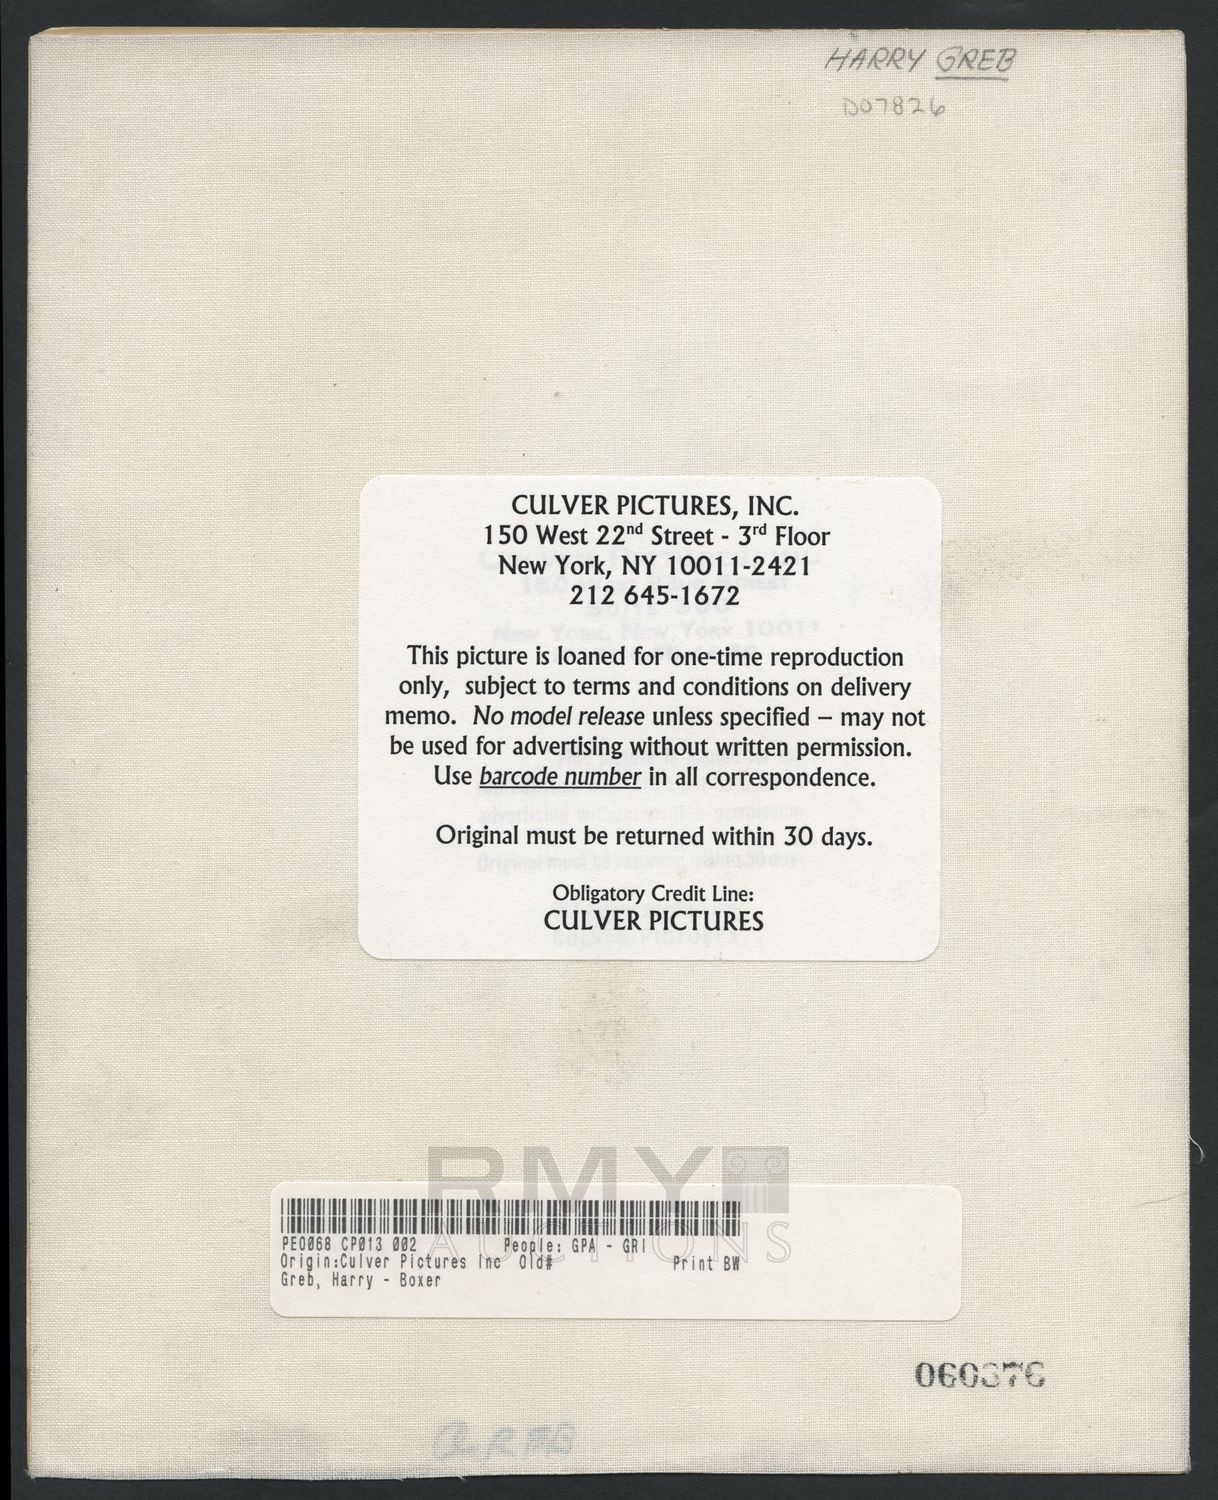 HARRY GREB
D07826
CULVER PICTURES, INC.
150 West 22nd Street - 3rd Floor
New York, NY 10011-2421
212 645-1672
This picture is loaned for one-time reproduction
only, subject to terms and conditions on delivery
memo. No model release unless specified – may not
be used for advertising without written permission.
Use barcode number in all correspondence.
Original must be returned within 30 days.
Obligatory Credit Line:
CULVER PICTURES
RMY
AUCTIONS
PE0068 CP013 002 People: GPA - GRI
Origin:Culver Pictures Inc Old# Print BW
Greb, Harry - Boxer